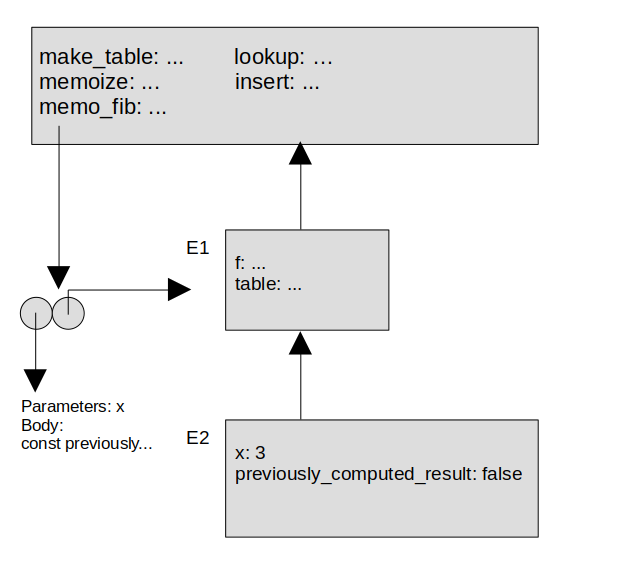 make_table: ... lookup: …
memoize: ... insert: ...
memo_fib: ...
E1
f: ...
table: ...
Parameters: x
Body:
const previously...
E2
x: 3
previously_computed_result: false